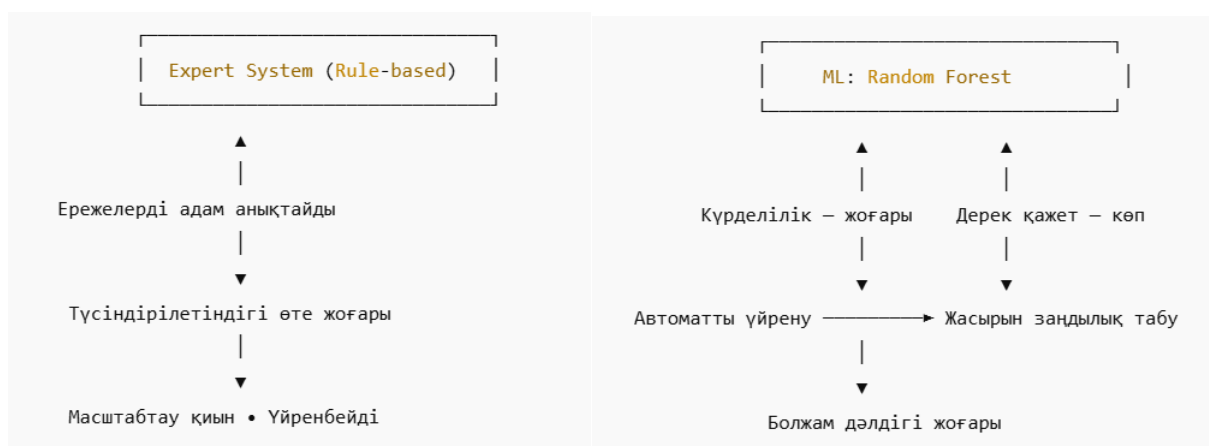 Expert System (Rule-based)
Ережелерді адам анықтайды
Түсіндірілетіндігі өте жоғары
Масштабтау қиын • Үйренбейді
ML: Random Forest
Күрделілік — жоғары Дерек қажет — көп
Автоматты үйрену Жасырын заңдылық табу
Болжам дәлдігі жоғары